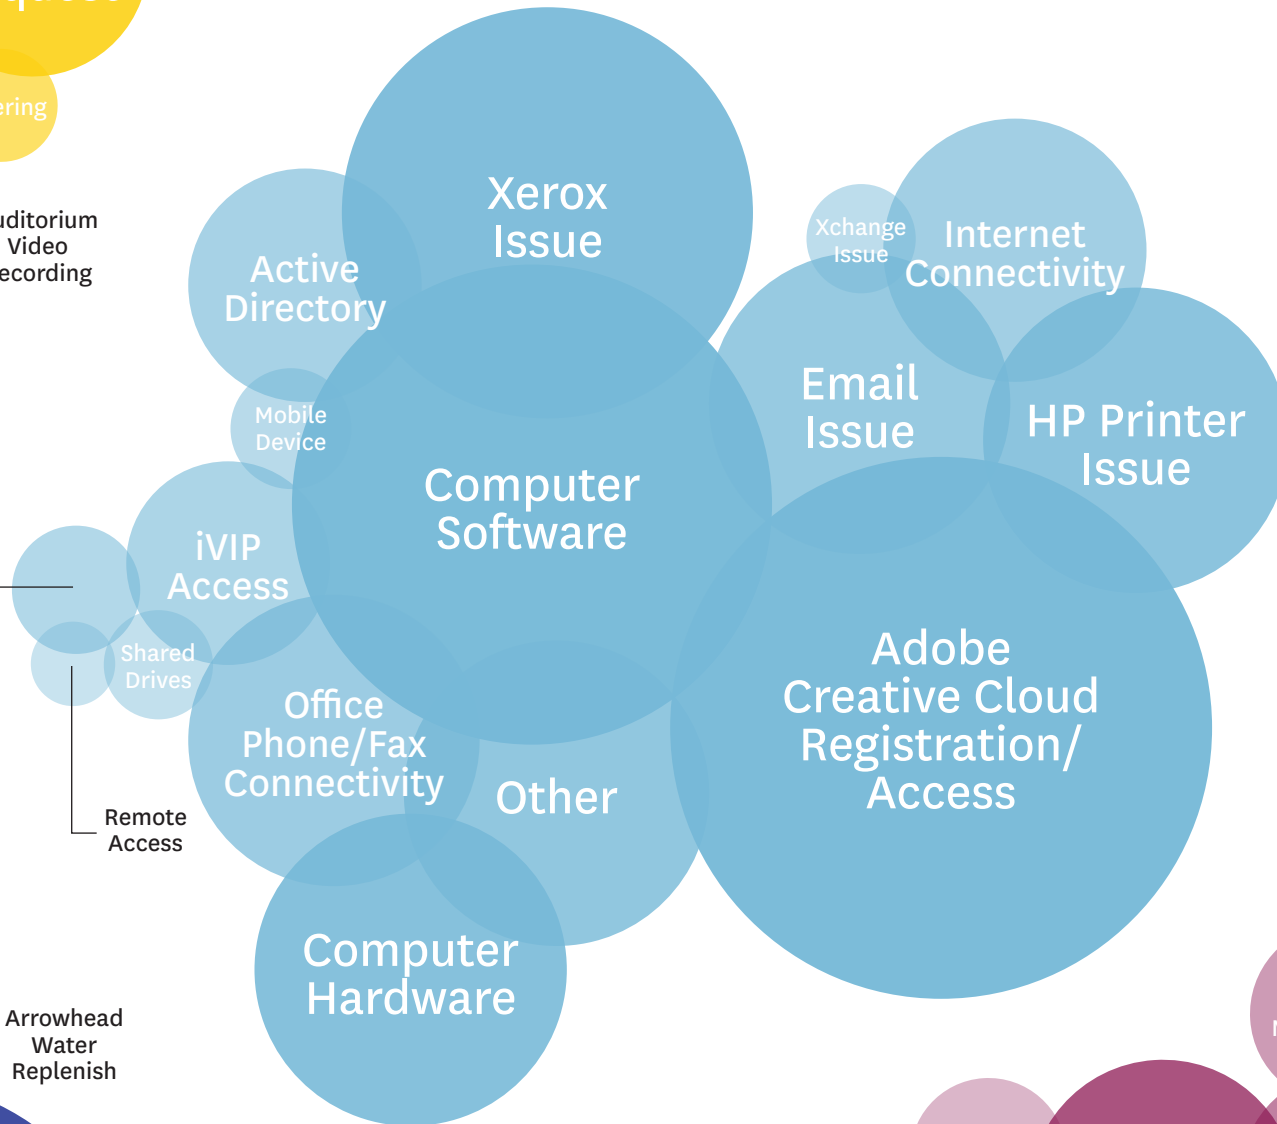 Xerox
Issue
Active
Directory
Xchange
Issue
Internet
Connectivity
Video
Email
Issue
HP Printer
Issue
Mobile
Device
Computer
Software
iVIP
Access
Shared
Drives
Office
Phone/Fax
Connectivity
Other
Adobe
Creative Cloud
Registration/
Access
Remote
Access
Computer
Hardware
Arrowhead
Water
Replenish